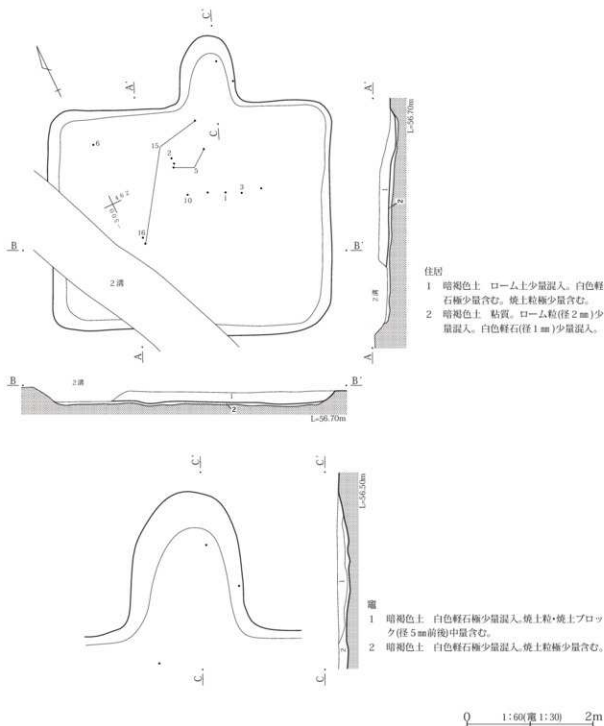 C'
A'
A'
L=56.70m
C
6
15
2
5
10
1
3
462
-300
16
B
B'
2溝
1
2
2溝
A
A
住居
1 暗褐色土 ローム土少量混入。白色軽
石極少量含む。焼土粒極少量含む。
2 暗褐色土 粘質。ローム粒(径2㎜)少
量混入。白色軽石(径1㎜)少量混入。
B
2溝
1
2
B'
L=56.70m
C'
C'
L=56.50m
1
2
C
C
竈
1 暗褐色土 白色軽石極少量混入。焼土粒・焼土ブロッ
ク(径5㎜前後)中量含む。
2 暗褐色土 白色軽石極少量混入。焼土粒極少量含む。
0 1:60(竈1:30) 2m